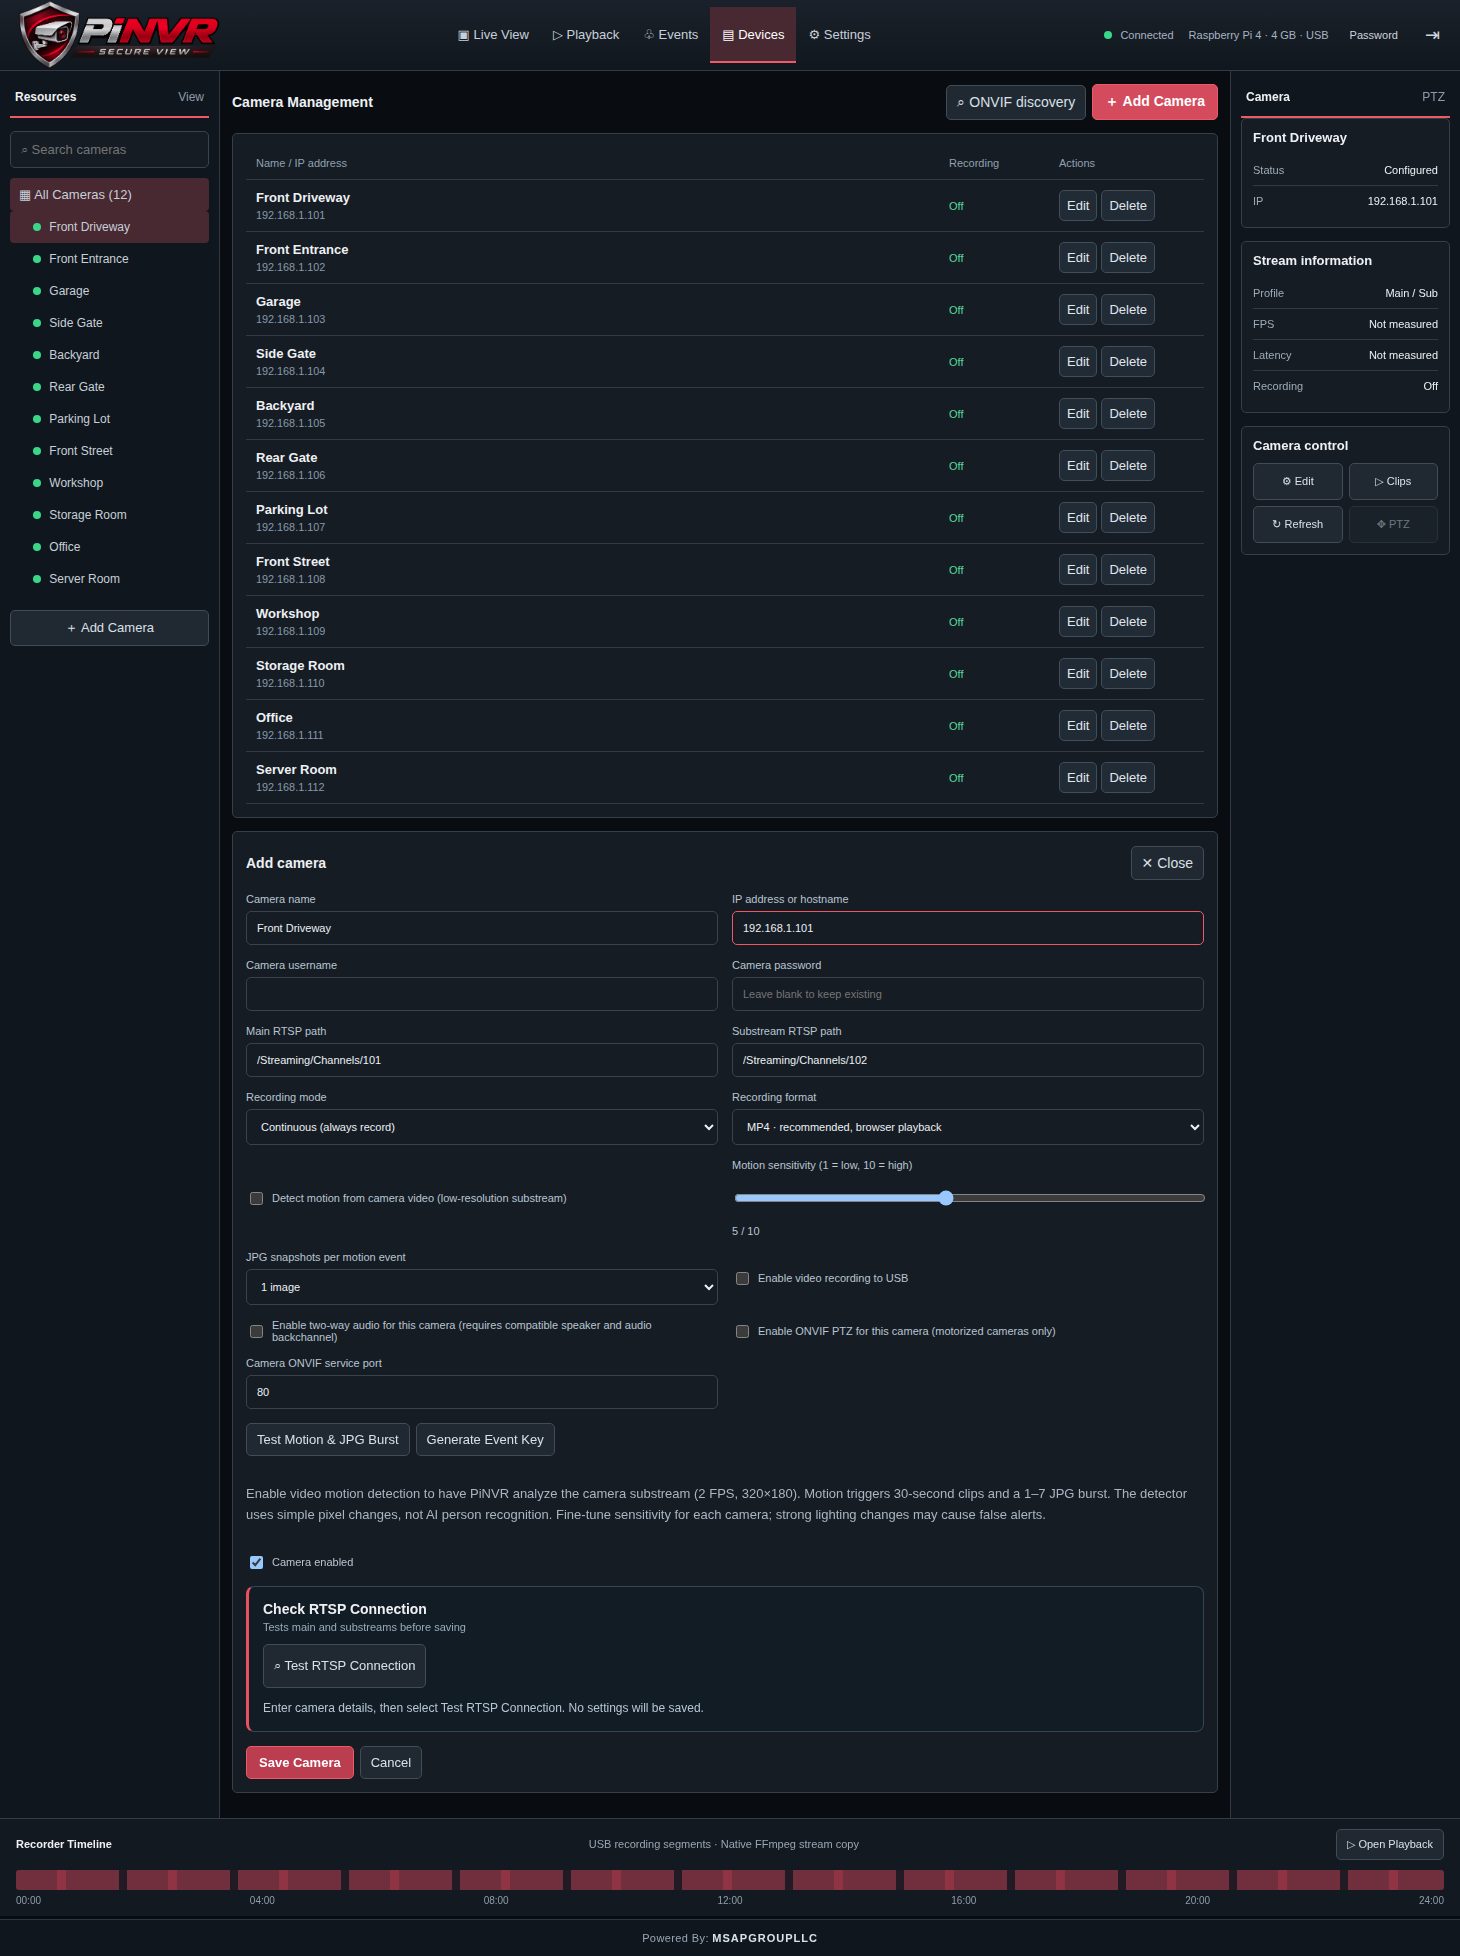 PiNVR
SECURE VIEW
▣ Live View
▷ Playback
♧ Events
▤ Devices
⚙ Settings
Connected
Raspberry Pi 4 · 4 GB · USB
Password
⇥
Resources
View
⌕ Search cameras
▦ All Cameras (12)
Front Driveway
Front Entrance
Garage
Side Gate
Backyard
Rear Gate
Parking Lot
Front Street
Workshop
Storage Room
Office
Server Room
＋ Add Camera
Camera Management
⌕ ONVIF discovery
＋ Add Camera
Name / IP address
Recording
Actions
Front Driveway
192.168.1.101
Off
Edit
Delete
Front Entrance
192.168.1.102
Off
Edit
Delete
Garage
192.168.1.103
Off
Edit
Delete
Side Gate
192.168.1.104
Off
Edit
Delete
Backyard
192.168.1.105
Off
Edit
Delete
Rear Gate
192.168.1.106
Off
Edit
Delete
Parking Lot
192.168.1.107
Off
Edit
Delete
Front Street
192.168.1.108
Off
Edit
Delete
Workshop
192.168.1.109
Off
Edit
Delete
Storage Room
192.168.1.110
Off
Edit
Delete
Office
192.168.1.111
Off
Edit
Delete
Server Room
192.168.1.112
Off
Edit
Delete
Add camera
✕ Close
Camera name
Front Driveway
IP address or hostname
192.168.1.101
Camera username
Camera password
Leave blank to keep existing
Main RTSP path
/Streaming/Channels/101
Substream RTSP path
/Streaming/Channels/102
Recording mode
Continuous (always record)
Recording format
MP4 · recommended, browser playback
Detect motion from camera video (low-resolution substream)
Motion sensitivity (1 = low, 10 = high)
5 / 10
JPG snapshots per motion event
1 image
Enable video recording to USB
Enable two-way audio for this camera (requires compatible speaker and audio
backchannel)
Enable ONVIF PTZ for this camera (motorized cameras only)
Camera ONVIF service port
80
Test Motion & JPG Burst
Generate Event Key
Enable video motion detection to have PiNVR analyze the camera substream (2 FPS, 320×180). Motion triggers 30-second clips and a 1–7 JPG burst. The detector
uses simple pixel changes, not AI person recognition. Fine-tune sensitivity for each camera; strong lighting changes may cause false alerts.
Camera enabled
Check RTSP Connection
Tests main and substreams before saving
⌕ Test RTSP Connection
Enter camera details, then select Test RTSP Connection. No settings will be saved.
Save Camera
Cancel
Camera
PTZ
Front Driveway
Status
Configured
IP
192.168.1.101
Stream information
Profile
Main / Sub
FPS
Not measured
Latency
Not measured
Recording
Off
Camera control
⚙ Edit
▷ Clips
↻ Refresh
✥ PTZ
Recorder Timeline
USB recording segments · Native FFmpeg stream copy
▷ Open Playback
00:00
04:00
08:00
12:00
16:00
20:00
24:00
Powered By: MSAPGROUPLLC